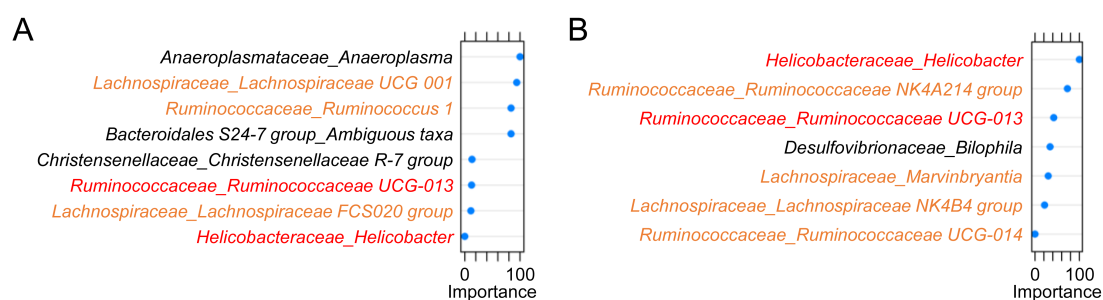 A
Anaeroplasmataceae_Anaeroplasma
Lachnospiraceae_Lachnospiraceae UCG 001
Ruminococcaceae_Ruminococcus 1
Bacteroidales S24-7 group_Ambiguous taxa
Christensenellaceae_Christensenellaceae R-7 group
Ruminococcaceae_Ruminococcaceae UCG-013
Lachnospiraceae_Lachnospiraceae FCS020 group
Helicobacteraceae_Helicobacter
0 100
Importance
B
Helicobacteraceae_Helicobacter
Ruminococcaceae_Ruminococcaceae NK4A214 group
Ruminococcaceae_Ruminococcaceae UCG-013
Desulfovibrionaceae_Bilophila
Lachnospiraceae_Marvinbryantia
Lachnospiraceae_Lachnospiraceae NK4B4 group
Ruminococcaceae_Ruminococcaceae UCG-014
0 100
Importance